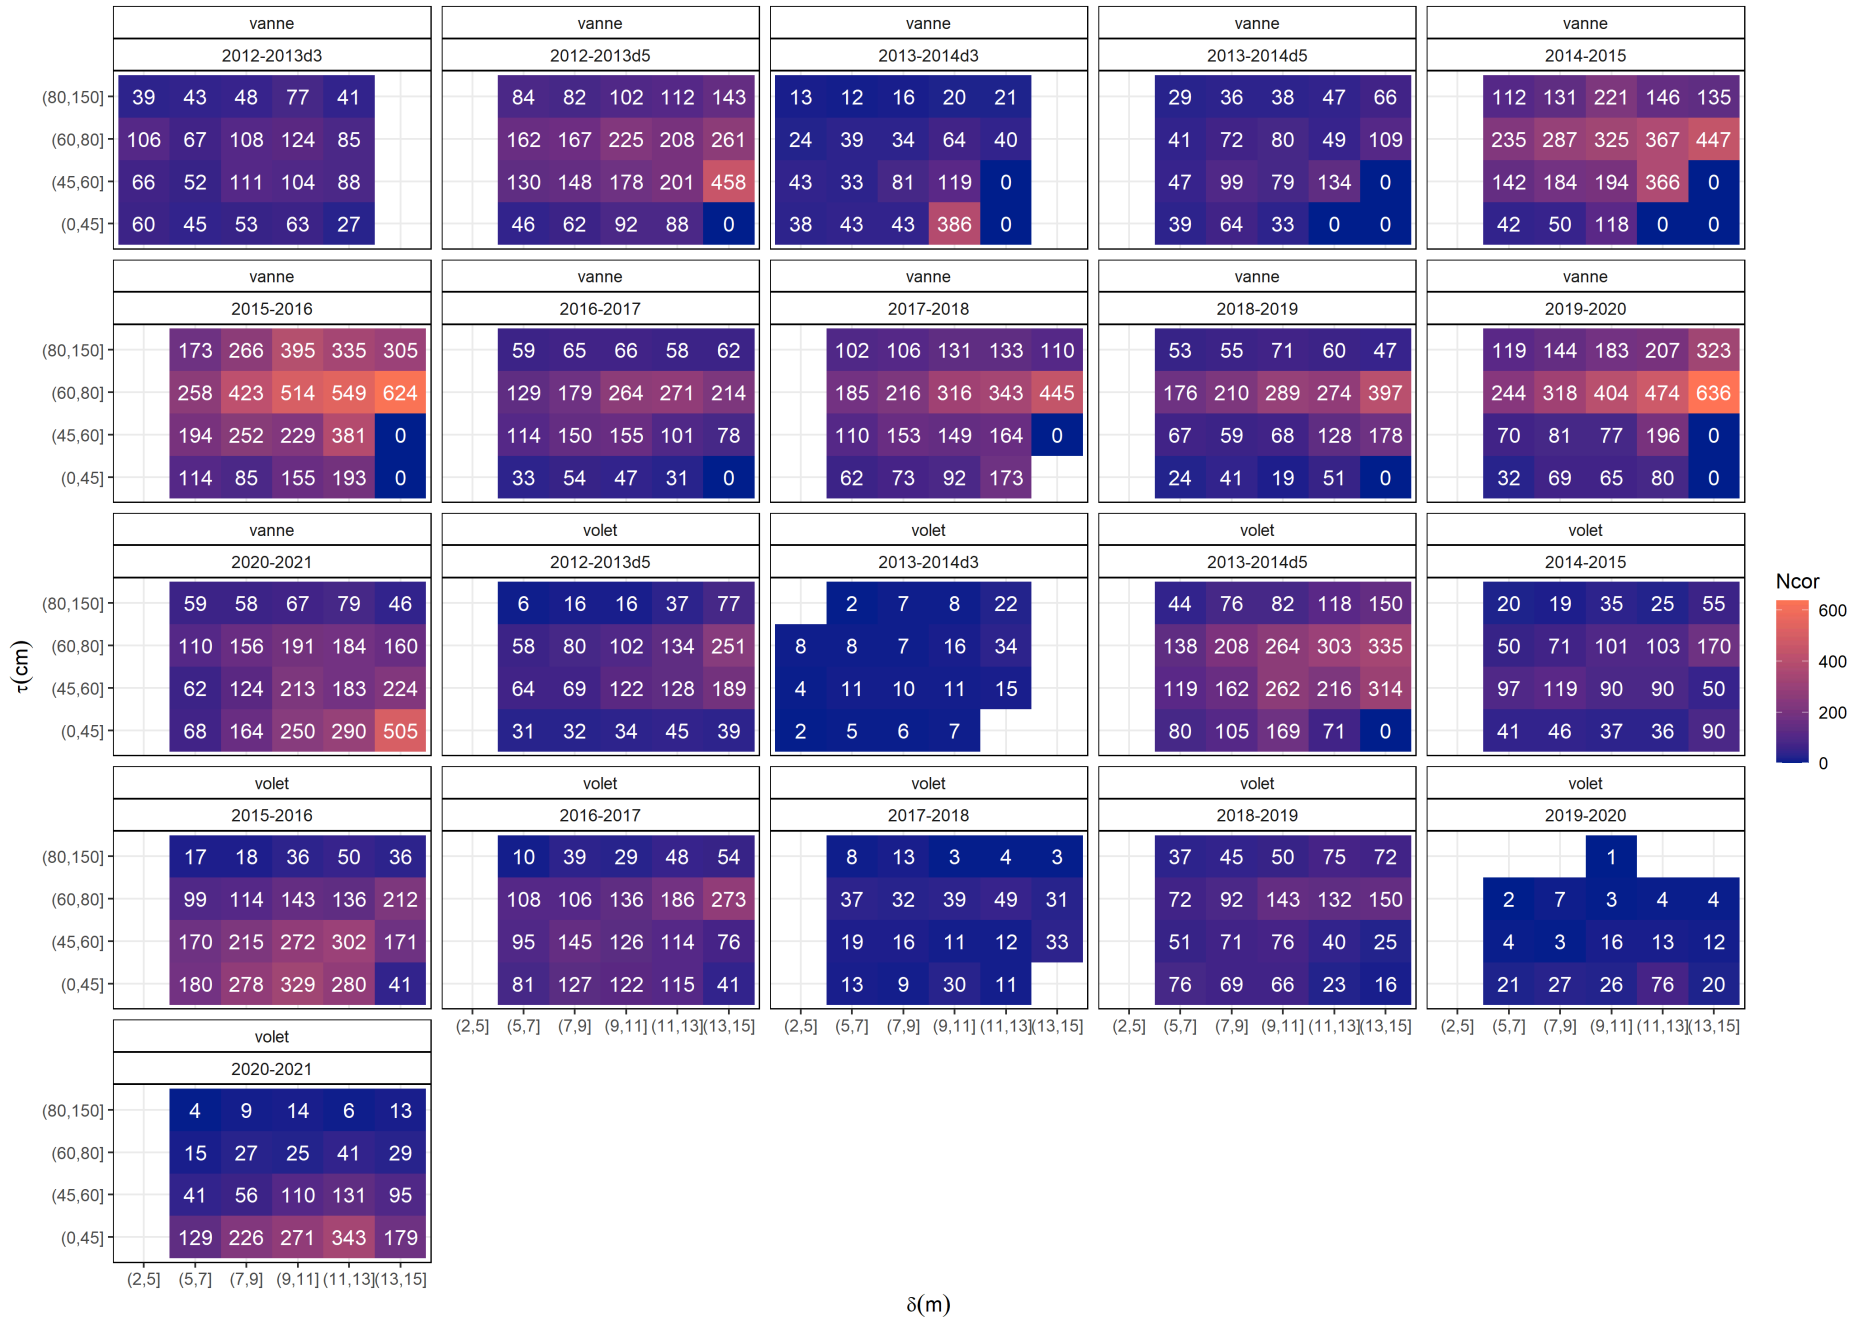 vanne vanne vanne vanne vanne
2012-2013d3 2012-2013d5 2013-2014d3 2013-2014d5 2014-2015
(80,150] 39 43 48 77 41 84 82 102 112 143 13 12 16 20 21 29 36 38 47 66 112 131 221 146 135
(60,80] 106 67 108 124 85 162 167 225 208 261 24 39 34 64 40 41 72 80 49 109 235 287 325 367 447
(45,60] 66 52 111 104 88 130 148 178 201 458 43 33 81 119 0 47 99 79 134 0 142 184 194 366 0
(0,45] 60 45 53 63 27 46 62 92 88 0 38 43 43 386 0 39 64 33 0 0 42 50 118 0 0
vanne vanne vanne vanne vanne
2015-2016 2016-2017 2017-2018 2018-2019 2019-2020
(80,150] 173 266 395 335 305 59 65 66 58 62 102 106 131 133 110 53 55 71 60 47 119 144 183 207 323
(60,80] 258 423 514 549 624 129 179 264 271 214 185 216 316 343 445 176 210 289 274 397 244 318 404 474 636
(45,60] 194 252 229 381 0 114 150 155 101 78 110 153 149 164 0 67 59 68 128 178 70 81 77 196 0
(0,45] 114 85 155 193 0 33 54 47 31 0 62 73 92 173 24 41 19 51 0 32 69 65 80 0
vanne volet volet volet volet
2020-2021 2012-2013d5 2013-2014d3 2013-2014d5 2014-2015
(80,150] 59 58 67 79 46 6 16 16 37 77 2 7 8 22 44 76 82 118 150 20 19 35 25 55
(60,80] 110 156 191 184 160 58 80 102 134 251 8 8 7 16 34 138 208 264 303 335 50 71 101 103 170
(45,60] 62 124 213 183 224 64 69 122 128 189 4 11 10 11 15 119 162 262 216 314 97 119 90 90 50
(0,45] 68 164 250 290 505 31 32 34 45 39 2 5 6 7 80 105 169 71 0 41 46 37 36 90
volet volet volet volet volet
2015-2016 2016-2017 2017-2018 2018-2019 2019-2020
(80,150] 17 18 36 50 36 10 39 29 48 54 8 13 3 4 3 37 45 50 75 72 1
(60,80] 99 114 143 136 212 108 106 136 186 273 37 32 39 49 31 72 92 143 132 150 2 7 3 4 4
(45,60] 170 215 272 302 171 95 145 126 114 76 19 16 11 12 33 51 71 76 40 25 4 3 16 13 12
(0,45] 180 278 329 280 41 81 127 122 115 41 13 9 30 11 76 69 66 23 16 21 27 26 76 20
(2,5] (5,7] (7,9] (9,11] (11,13] (13,15] (2,5] (5,7] (7,9] (9,11] (11,13] (13,15] (2,5] (5,7] (7,9] (9,11] (11,13] (13,15] (2,5] (5,7] (7,9] (9,11] (11,13] (13,15]
volet
2020-2021
(80,150] 4 9 14 6 13
(60,80] 15 27 25 41 29
(45,60] 41 56 110 131 95
(0,45] 129 226 271 343 179
(2,5] (5,7] (7,9] (9,11] (11,13] (13,15]
τ(cm)
δ(m)
Ncor
600
400
200
0